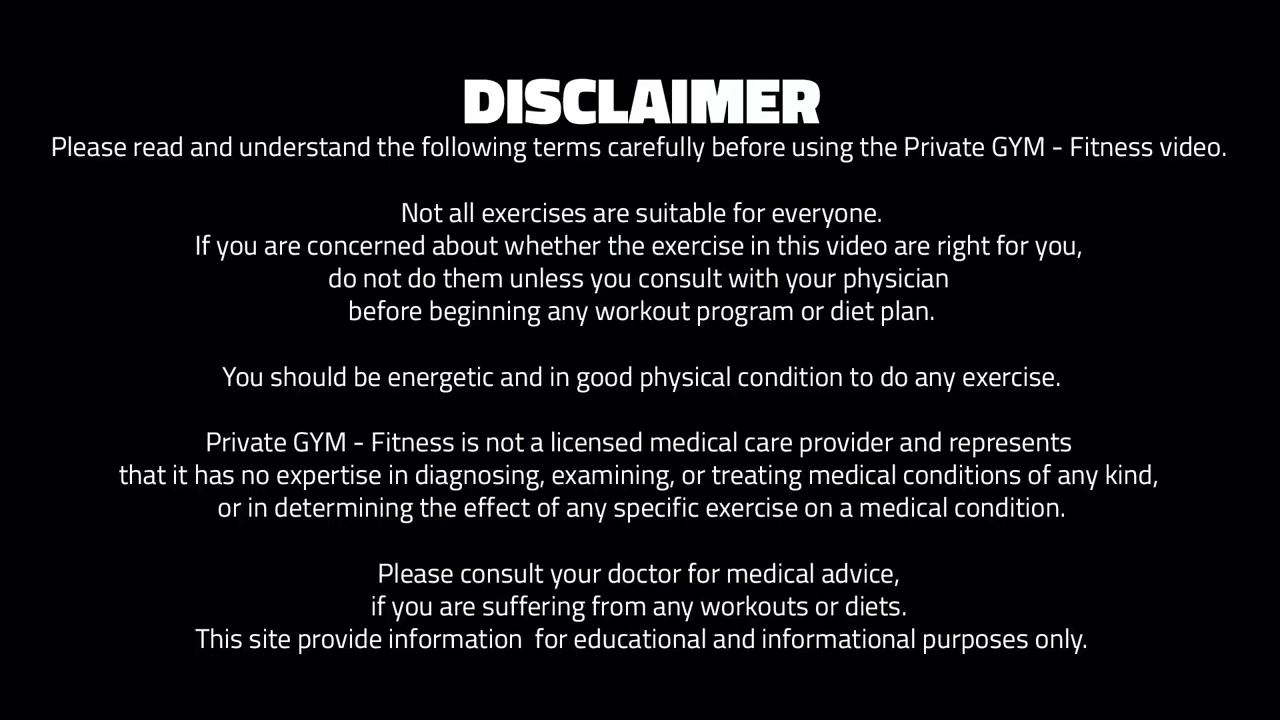 DISCLAIMER
Please read and understand the following terms carefully before using the Private GYM - Fitness video.
Not all exercises are suitable for everyone.
If you are concerned about whether the exercise in this video are right for you,
do not do them unless you consult with your physician
before beginning any workout program or diet plan.
You should be energetic and in good physical condition to do any exercise.
Private GYM - Fitness is not a licensed medical care provider and represents
that it has no expertise in diagnosing, examining, or treating medical conditions of any kind,
or in determining the effect of any specific exercise on a medical condition.
Please consult your doctor for medical advice,
if you are suffering from any workouts or diets.
This site provide information  for educational and informational purposes only.